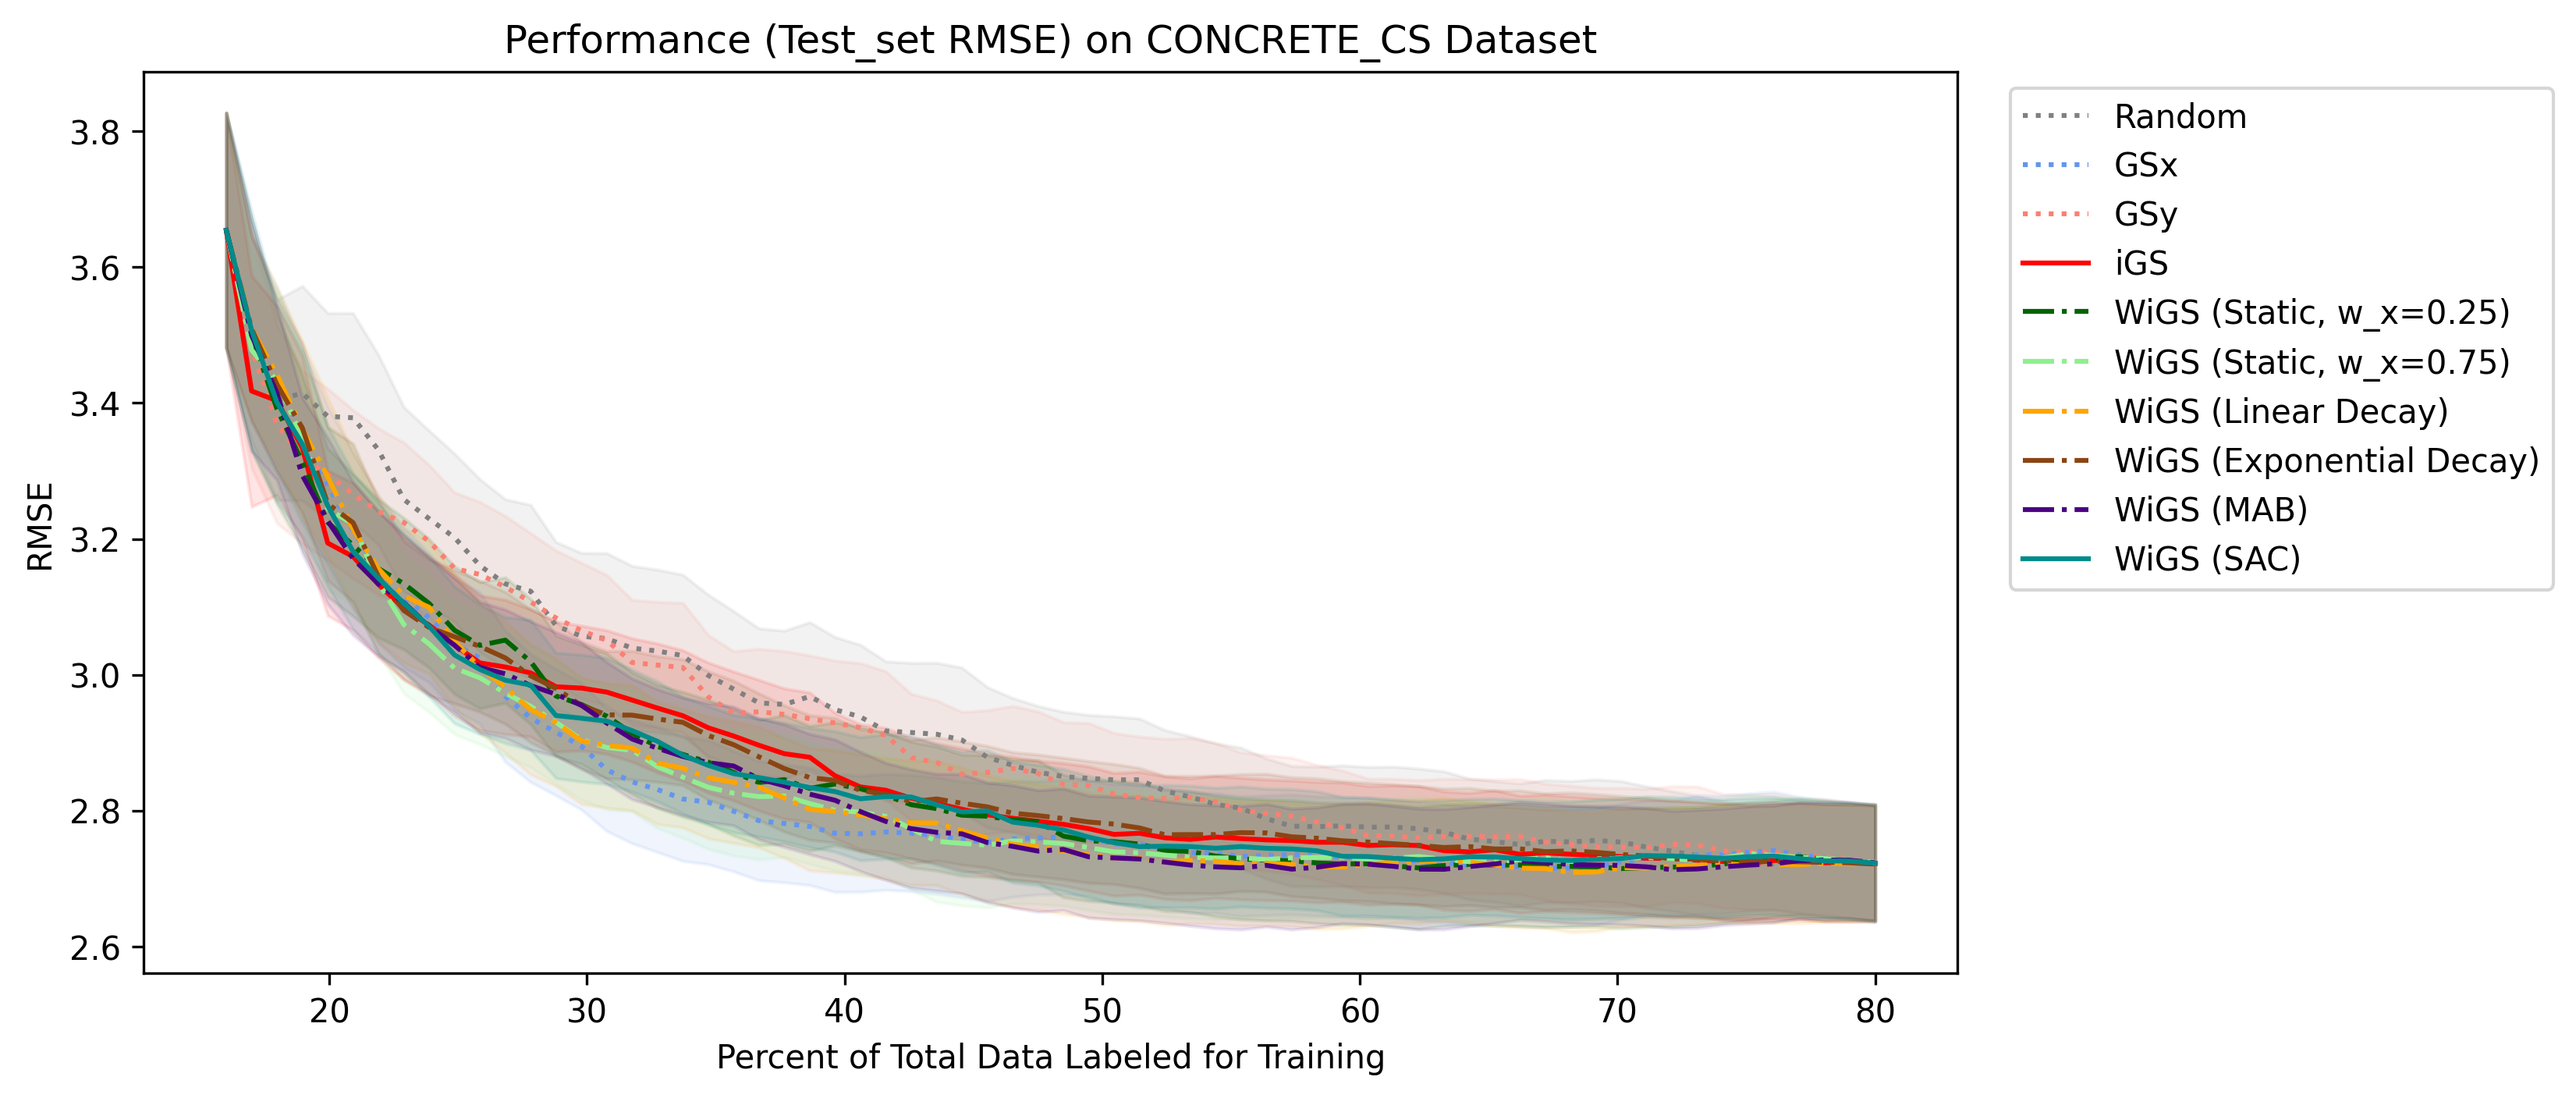 Performance (Test_set RMSE) on CONCRETE_CS Dataset
RMSE
3.8
3.6
3.4
3.2
3.0
2.8
2.6
20 30 40 50 60 70 80
Percent of Total Data Labeled for Training
Random
GSx
GSy
iGS
WiGS (Static, w_x=0.25)
WiGS (Static, w_x=0.75)
WiGS (Linear Decay)
WiGS (Exponential Decay)
WiGS (MAB)
WiGS (SAC)